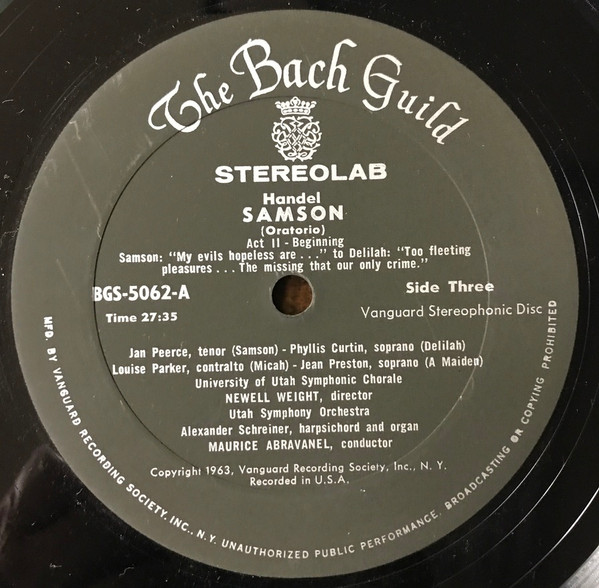 The Bach Guild
STEREOLAB
Handel
SAMSON
(Oratorio)
Act II - Beginning
Samson: "My evils hopeless are . . ." to Delilah: "Too fleeting
pleasures . . . The missing that our only crime."
BGS-5062-A
Side Three
Time 27:35
Vanguard Stereophonic Disc
Jan Peerce, tenor (Samson) - Phyllis Curtin, soprano (Delilah)
Louise Parker, contralto (Micah) - Jean Preston, soprano (A Maiden)
University of Utah Symphonic Chorale
NEWELL WEIGHT, director
Utah Symphony Orchestra
Alexander Schreiner, harpsichord and organ
MAURICE ABRAVANEL, conductor
Copyright 1963, Vanguard Recording Society, Inc., N. Y.
Recorded in U.S.A.
MFD. BY VANGUARD RECORDING SOCIETY, INC., N. Y. UNAUTHORIZED PUBLIC PERFORMANCE, BROADCASTING OR COPYING PROHIBITED